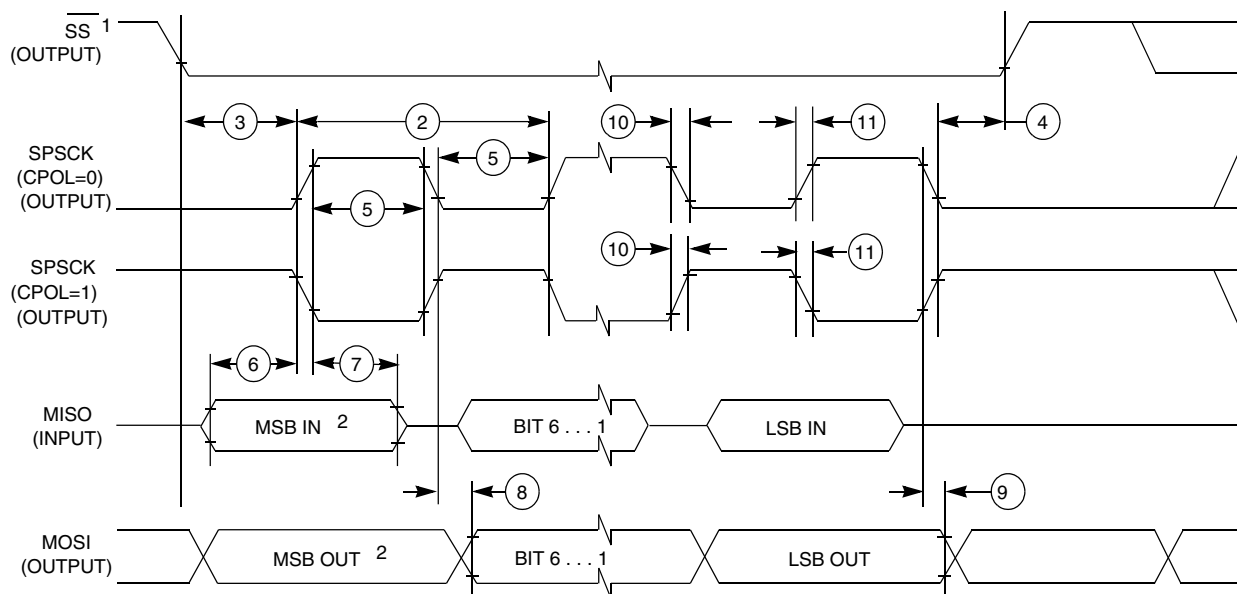 SS 1
(OUTPUT)
3
2
10
11
4
SPSCK
(CPOL=0)
(OUTPUT)
5
5
SPSCK
(CPOL=1)
(OUTPUT)
10
11
6
7
MISO
(INPUT)
MSB IN 2
BIT 6 . . . 1
LSB IN
8
9
MOSI
(OUTPUT)
MSB OUT 2
BIT 6 . . . 1
LSB OUT